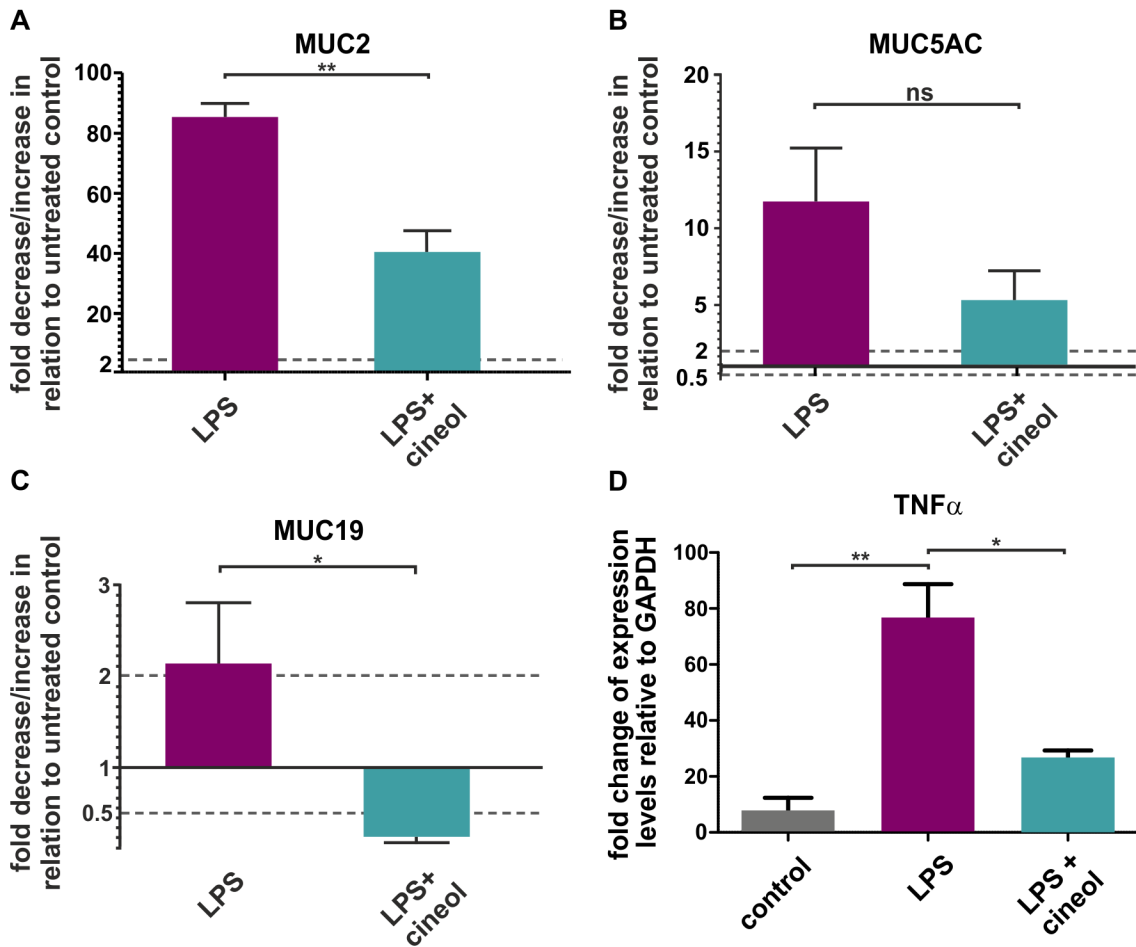 A
MUC2
fold decrease/increase in
relation to untreated control
100
80
60
40
20
2
**
LPS
LPS+
cineol
B
MUC5AC
fold decrease/increase in
relation to untreated control
20
15
10
5
2
0.5
ns
LPS
LPS+
cineol
C
MUC19
fold decrease/increase in
relation to untreated control
3
2
1
0.5
*
LPS
LPS+
cineol
D
TNFα
fold change of expression
levels relative to GAPDH
100
80
60
40
20
0
**
*
control
LPS
LPS +
cineol